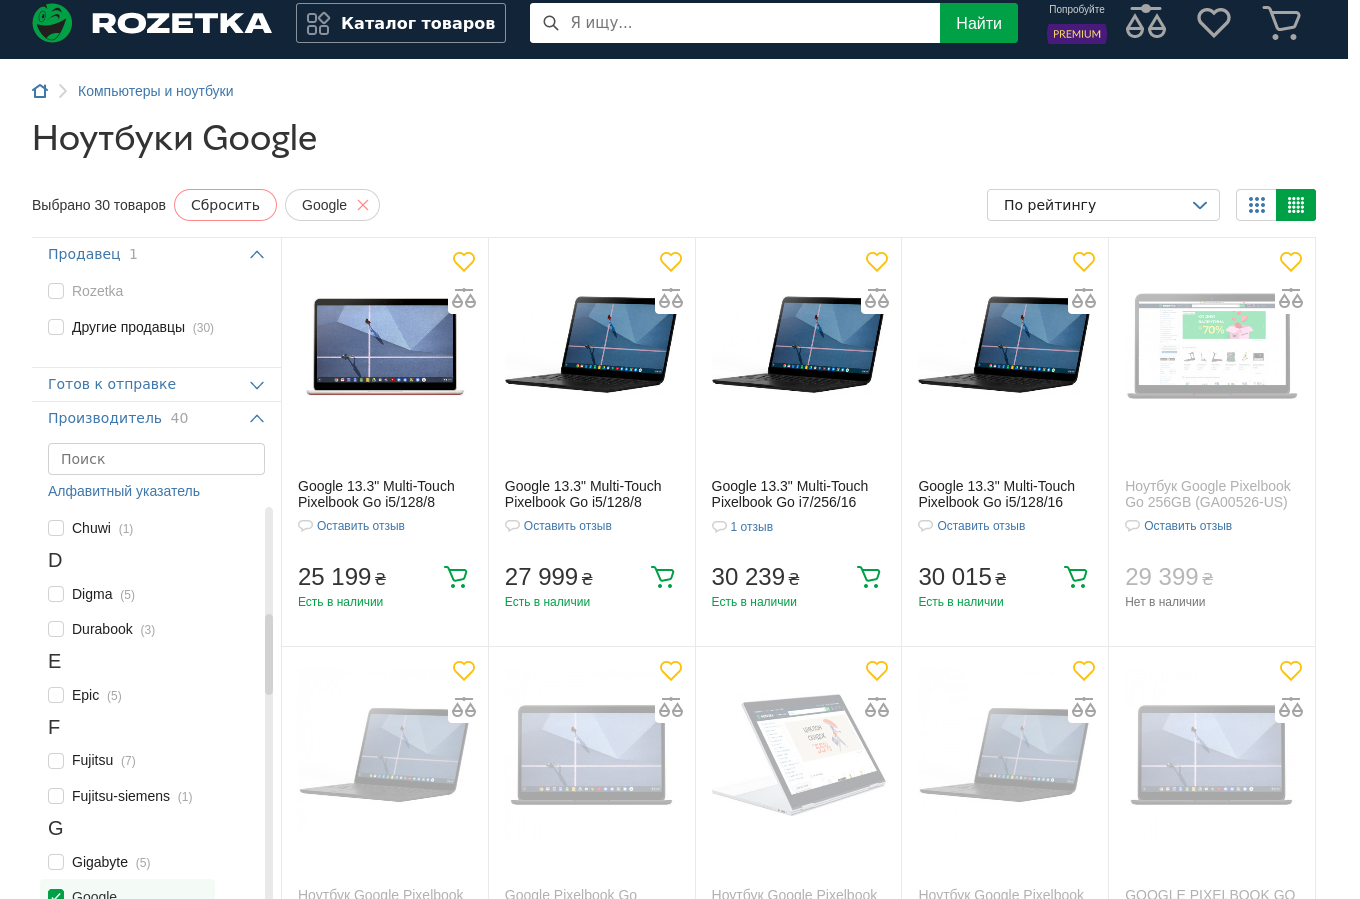 ROZETKA
Каталог товаров
Я ищу...
Найти
Попробуйте
PREMIUM
Компьютеры и ноутбуки
Ноутбуки Google
Выбрано 30 товаров
Сбросить
Google
По рейтингу
Продавец 1
Rozetka
Другие продавцы (30)
Готов к отправке
Производитель 40
Поиск
Алфавитный указатель
Chuwi (1)
D
Digma (5)
Durabook (3)
E
Epic (5)
F
Fujitsu (7)
Fujitsu-siemens (1)
G
Gigabyte (5)
Google
Google 13.3" Multi-Touch
Pixelbook Go i5/128/8
Оставить отзыв
25 199 ₴
Есть в наличии
Google 13.3" Multi-Touch
Pixelbook Go i5/128/8
Оставить отзыв
27 999 ₴
Есть в наличии
Google 13.3" Multi-Touch
Pixelbook Go i7/256/16
1 отзыв
30 239 ₴
Есть в наличии
Google 13.3" Multi-Touch
Pixelbook Go i5/128/16
Оставить отзыв
30 015 ₴
Есть в наличии
70%
Ноутбук Google Pixelbook
Go 256GB (GA00526-US)
Оставить отзыв
29 399 ₴
Нет в наличии
Ноутбук Google Pixelbook
Google Pixelbook Go
55%
Ноутбук Google Pixelbook
Ноутбук Google Pixelbook
GOOGLE PIXELBOOK GO